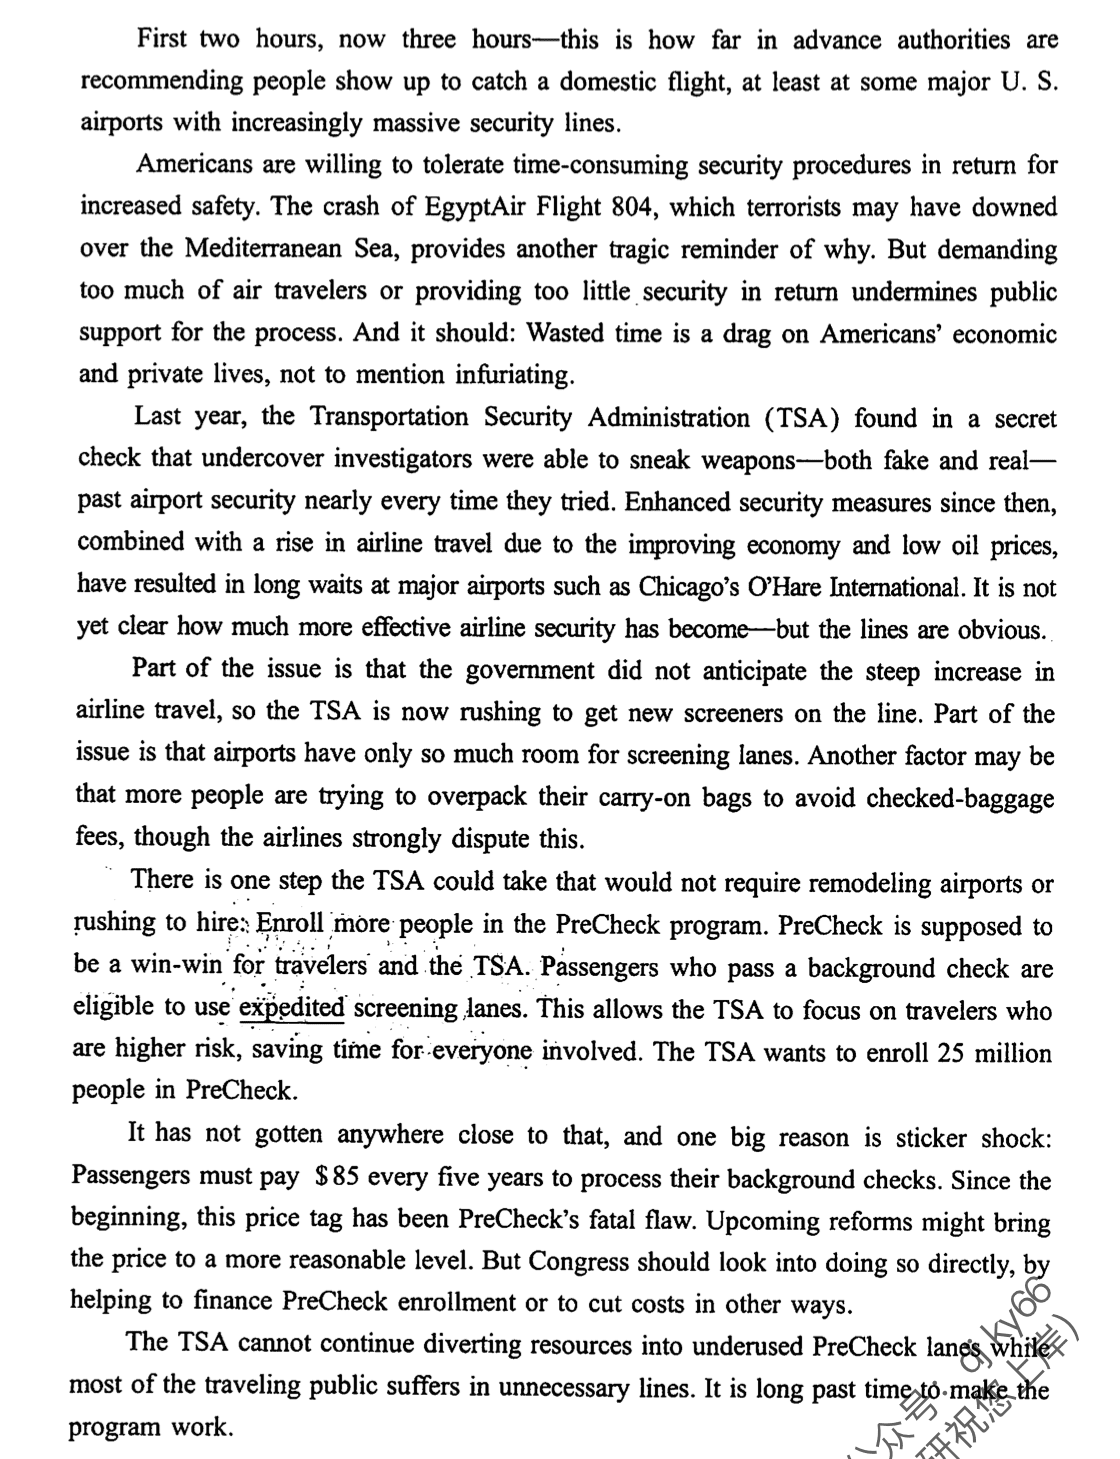 First two hours, now three hours—this is how far in advance authorities are
recommending people show up to catch a domestic flight, at least at some major U. S.
airports with increasingly massive security lines.
Americans are willing to tolerate time-consuming security procedures in return for
increased safety. The crash of EgyptAir Flight 804, which terrorists may have downed
over the Mediterranean Sea, provides another tragic reminder of why. But demanding
too much of air travelers or providing too little security in return undermines public
support for the process. And it should: Wasted time is a drag on Americans' economic
and private lives, not to mention infuriating.
Last year, the Transportation Security Administration (TSA) found in a secret
check that undercover investigators were able to sneak weapons—both fake and real—
past airport security nearly every time they tried. Enhanced security measures since then,
combined with a rise in airline travel due to the improving economy and low oil prices,
have resulted in long waits at major airports such as Chicago's O'Hare International. It is not
yet clear how much more effective airline security has become—but the lines are obvious.
Part of the issue is that the government did not anticipate the steep increase in
airline travel, so the TSA is now rushing to get new screeners on the line. Part of the
issue is that airports have only so much room for screening lanes. Another factor may be
that more people are trying to overpack their carry-on bags to avoid checked-baggage
fees, though the airlines strongly dispute this.
There is one step the TSA could take that would not require remodeling airports or
rushing to hire: Enroll more people in the PreCheck program. PreCheck is supposed to
be a win-win for travelers and the TSA. Passengers who pass a background check are
eligible to use expedited screening lanes. This allows the TSA to focus on travelers who
are higher risk, saving time for everyone involved. The TSA wants to enroll 25 million
people in PreCheck.
It has not gotten anywhere close to that, and one big reason is sticker shock:
Passengers must pay $85 every five years to process their background checks. Since the
beginning, this price tag has been PreCheck's fatal flaw. Upcoming reforms might bring
the price to a more reasonable level. But Congress should look into doing so directly, by
helping to finance PreCheck enrollment or to cut costs in other ways.
The TSA cannot continue diverting resources into underused PreCheck lanes while
most of the traveling public suffers in unnecessary lines. It is long past time to make the
program work.
公众号: qjky66
研祝您上岸)